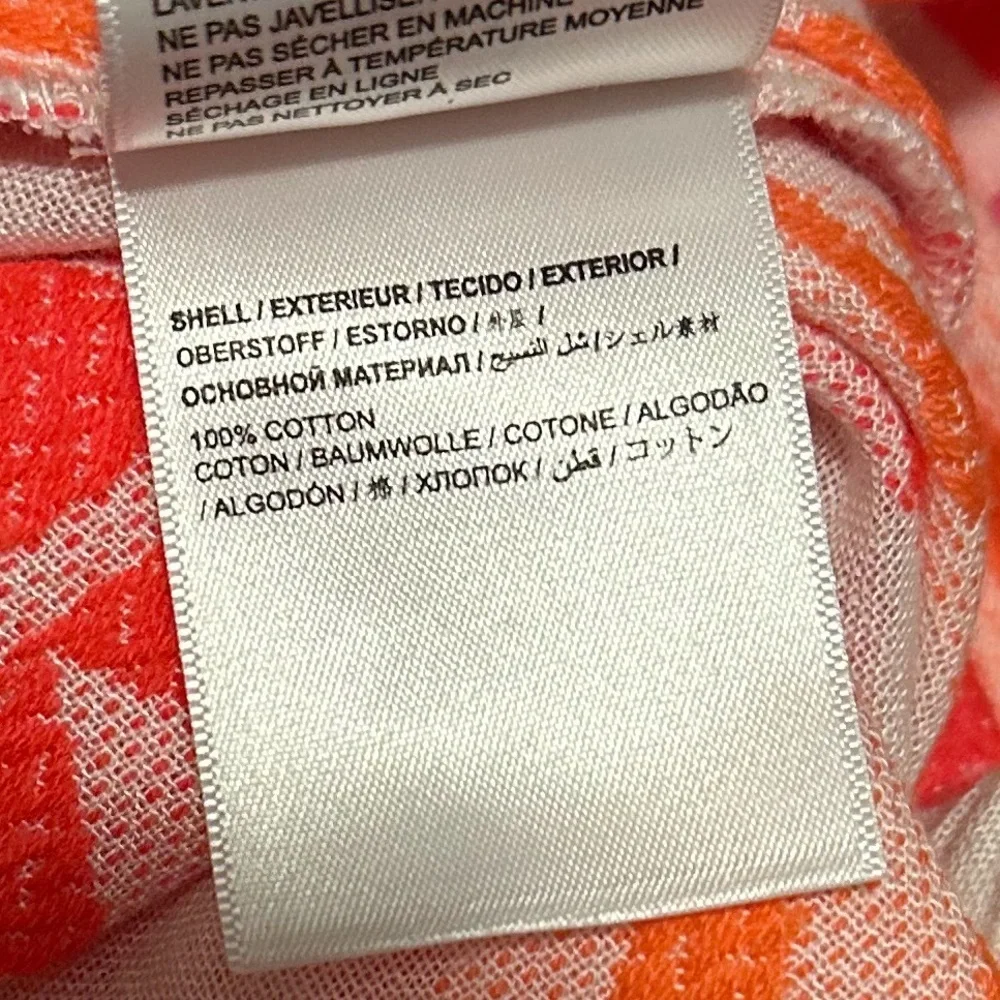 NE PAS JAVELLISER
NE PAS SÉCHER EN MACHINE
REPASSER À TEMPÉRATURE MOYENNE
SÉCHAGE EN LIGNE
NE PAS NETTOYER À SEC
SHELL / EXTERIEUR / TECIDO / EXTERIOR /
OBERSTOFF / ESTORNO / 外层 /
ОСНОВНОЙ МАТЕРИАЛ / شل النسيج / シェル素材
100% COTTON
COTON / BAUMWOLLE / COTONE / ALGODÃO
/ ALGODÓN / 棉 / ХЛОПОК / قطن / コットン